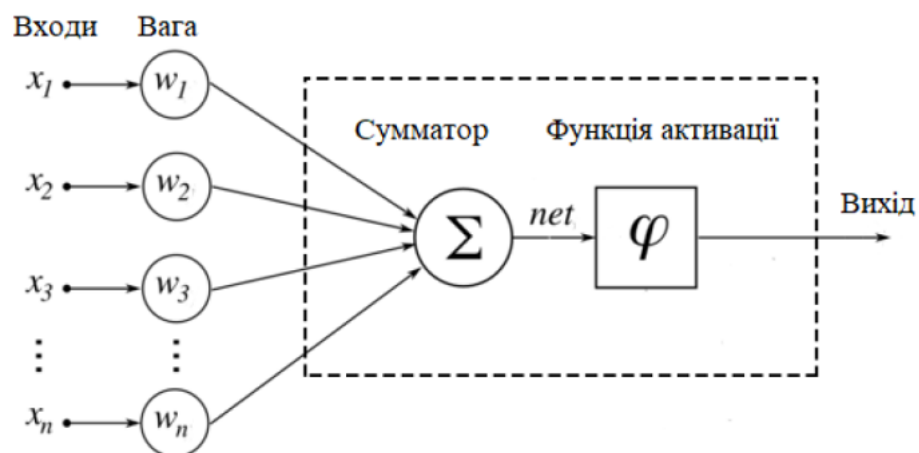 Входи Вага
x1 w1
Сумматор Функція активації
x2 w2
Σ net φ Вихід
x3 w3
⋮ ⋮
xn wn